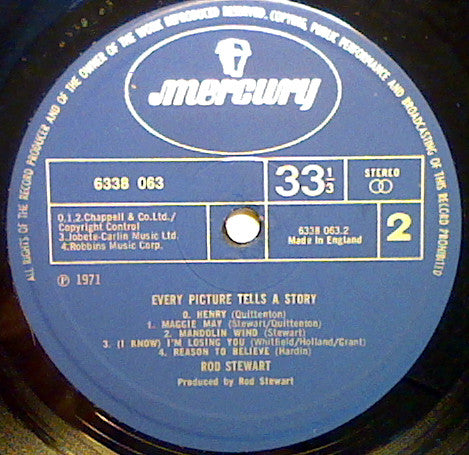 ALL RIGHTS OF THE RECORD PRODUCER AND OF THE OWNER OF THE WORK REPRODUCED RESERVED, COPYING, PUBLIC PERFORMANCE AND BROADCASTING OF THIS RECORD PROHIBITED
mercury
6338 063
33 1/3
STEREO
0.1.2.Chappell & Co.Ltd./
Copyright Control
3.Jobete-Carlin Music Ltd.
4.Robbins Music Corp.
6338 063.2
Made in England
2
Ⓟ 1971
EVERY PICTURE TELLS A STORY
0. HENRY (Quittenton)
1. MAGGIE MAY (Stewart/Quittenton)
2. MANDOLIN WIND (Stewart)
3. (I KNOW) I'M LOSING YOU (Whitfield/Holland/Grant)
4. REASON TO BELIEVE (Hardin)
ROD STEWART
Produced by Rod Stewart